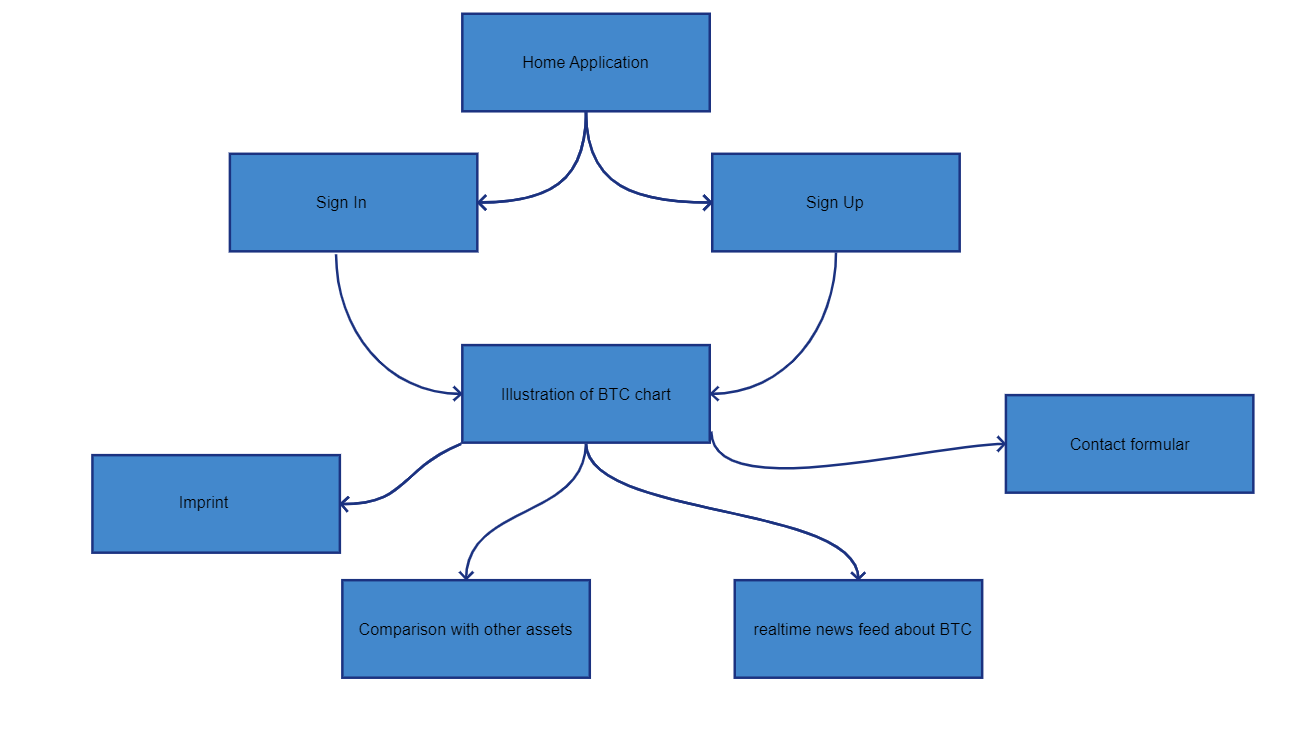 Home Application
Sign In
Sign Up
Illustration of BTC chart
Contact formular
Imprint
Comparison with other assets
realtime news feed about BTC